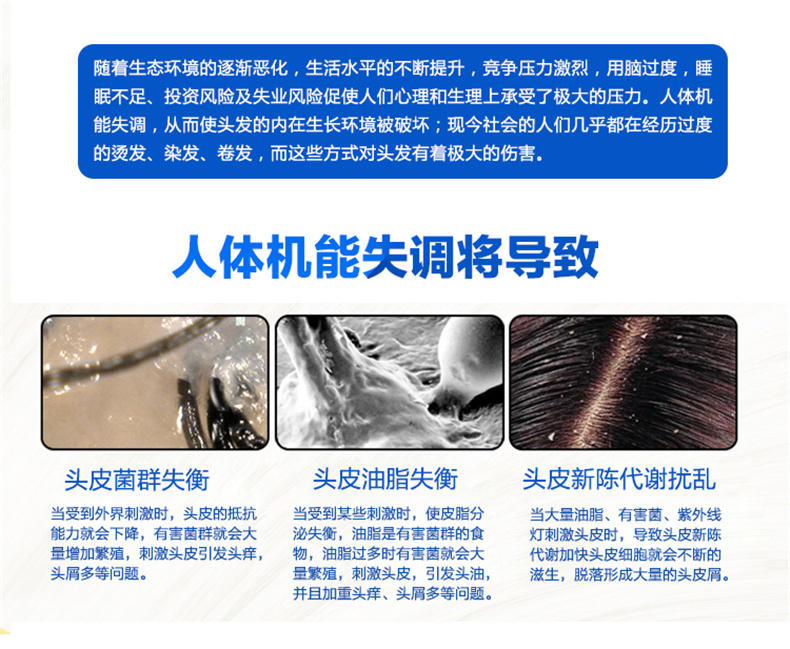 随着生态环境的逐渐恶化，生活水平的不断提升，竞争压力激烈，用脑过度，睡
眠不足、投资风险及失业风险促使人们心理和生理上承受了极大的压力。人体机
能失调，从而使头发的内在生长环境被破坏；现今社会的人们几乎都在经历过度
的烫发、染发、卷发，而这些方式对头发有着极大的伤害。
人体机能失调将导致
头皮菌群失衡
当受到外界刺激时，头皮的抵抗
能力就会下降，有害菌群就会大
量增加繁殖，刺激头皮引发头痒，
头屑多等问题。
头皮油脂失衡
当受到某些刺激时，使皮脂分
泌失衡，油脂是有害菌群的食
物，油脂过多时有害菌就会大
量繁殖，刺激头皮，引发头油，
并且加重头痒、头屑多等问题。
头皮新陈代谢扰乱
当大量油脂、有害菌、紫外线
灯刺激头皮时，导致头皮新陈
代谢加快头皮细胞就会不断的
滋生，脱落形成大量的头皮屑。